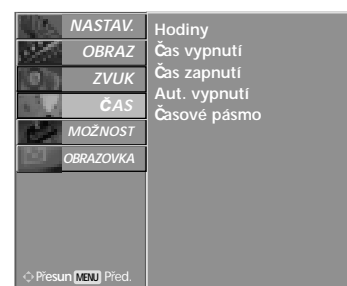 NASTAV.
OBRAZ
ZVUK
ČAS
MOŽNOST
OBRAZOVKA
Přesun MENU Před.
Hodiny
Čas vypnutí
Čas zapnutí
Aut. vypnutí
Časové pásmo